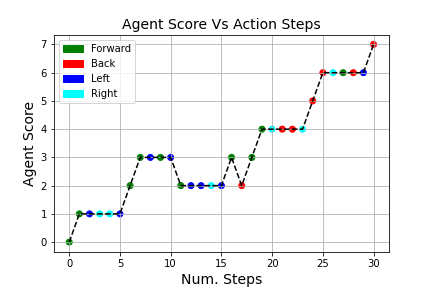 Agent Score Vs Action Steps
Forward
Back
Left
Right
7
6
5
4
3
2
1
0
Agent Score
0 5 10 15 20 25 30
Num. Steps